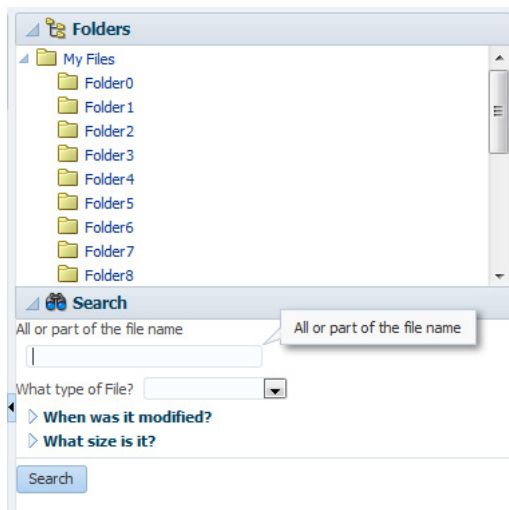 Folders
My Files
Folder0
Folder1
Folder2
Folder3
Folder4
Folder5
Folder6
Folder7
Folder8
Search
All or part of the file name
All or part of the file name
What type of File?
When was it modified?
What size is it?
Search